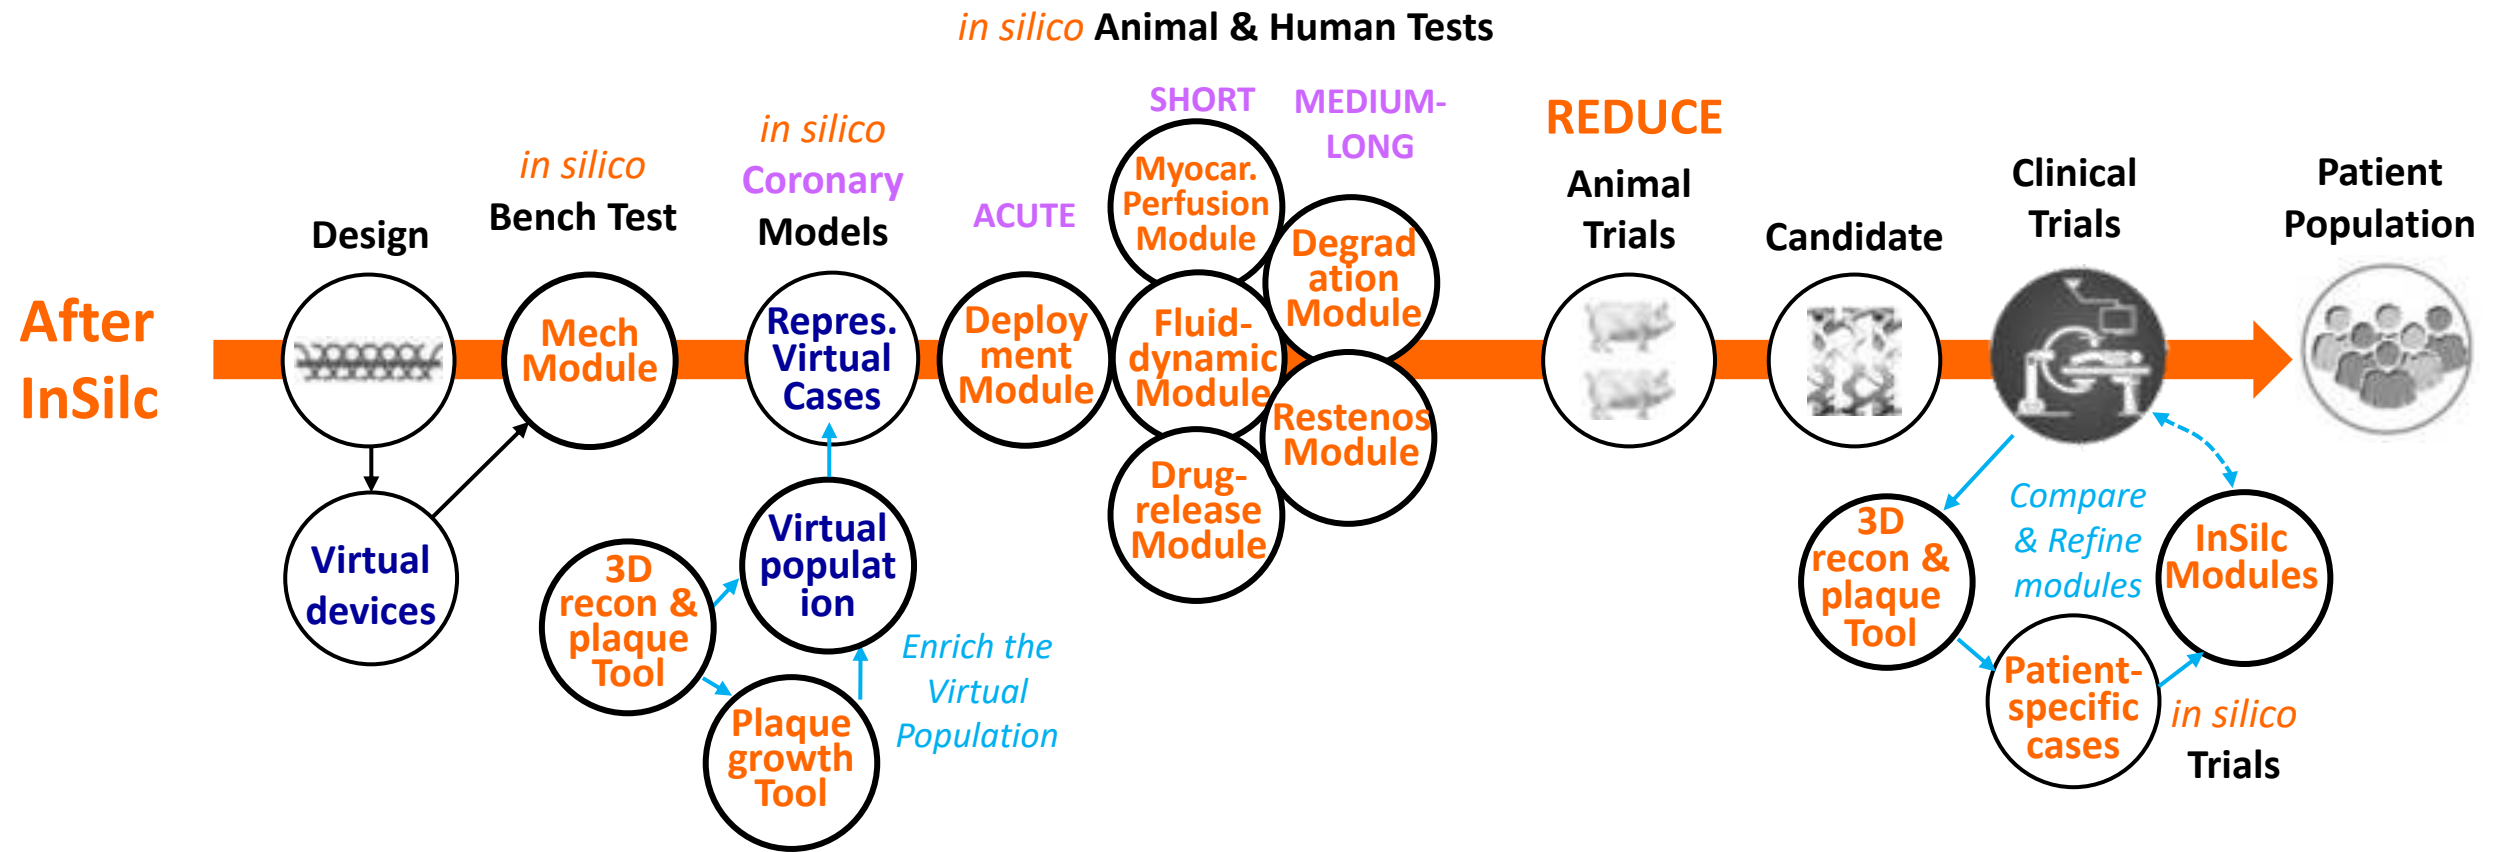 in silico Animal & Human Tests
After
InSilc
Design
Virtual
devices
in silico
Bench Test
Mech
Module
in silico
Coronary
Models
Repres.
Virtual
Cases
Virtual
populat
ion
3D
recon &
plaque
Tool
Plaque
growth
Tool
Enrich the
Virtual
Population
ACUTE
Deploy
ment
Module
SHORT
Myocar.
Perfusion
Module
Fluid-
dynamic
Module
Drug-
release
Module
MEDIUM-
LONG
Degrad
ation
Module
Restenos
Module
REDUCE
Animal
Trials
Candidate
Clinical
Trials
3D
recon &
plaque
Tool
Compare
& Refine
modules
Patient-
specific
cases
InSilc
Modules
in silico
Trials
Patient
Population